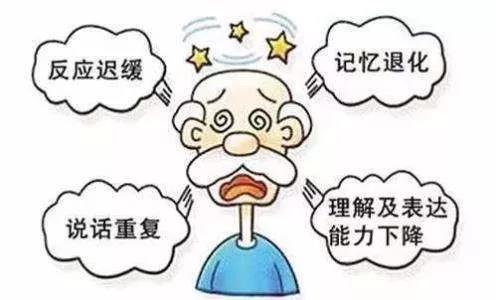 反应迟缓
记忆退化
说话重复
理解及表达
能力下降